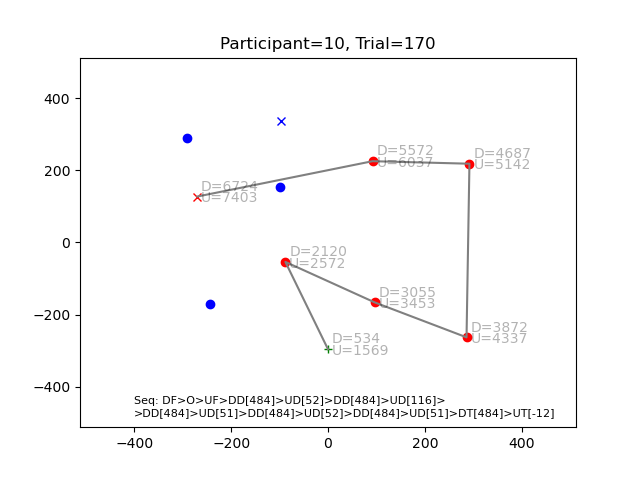 Participant=10, Trial=170
400
200
0
−200
−400
D=5572
U=6037
D=4687
U=5142
D=6724
U=7403
D=2120
U=2572
D=3055
U=3453
D=534
U=1569
D=3872
U=4337
Seq: DF>O>UF>DD[484]>UD[52]>DD[484]>UD[116]>
>DD[484]>UD[51]>DD[484]>UD[52]>DD[484]>UD[51]>DT[484]>UT[-12]
−400 −200 0 200 400